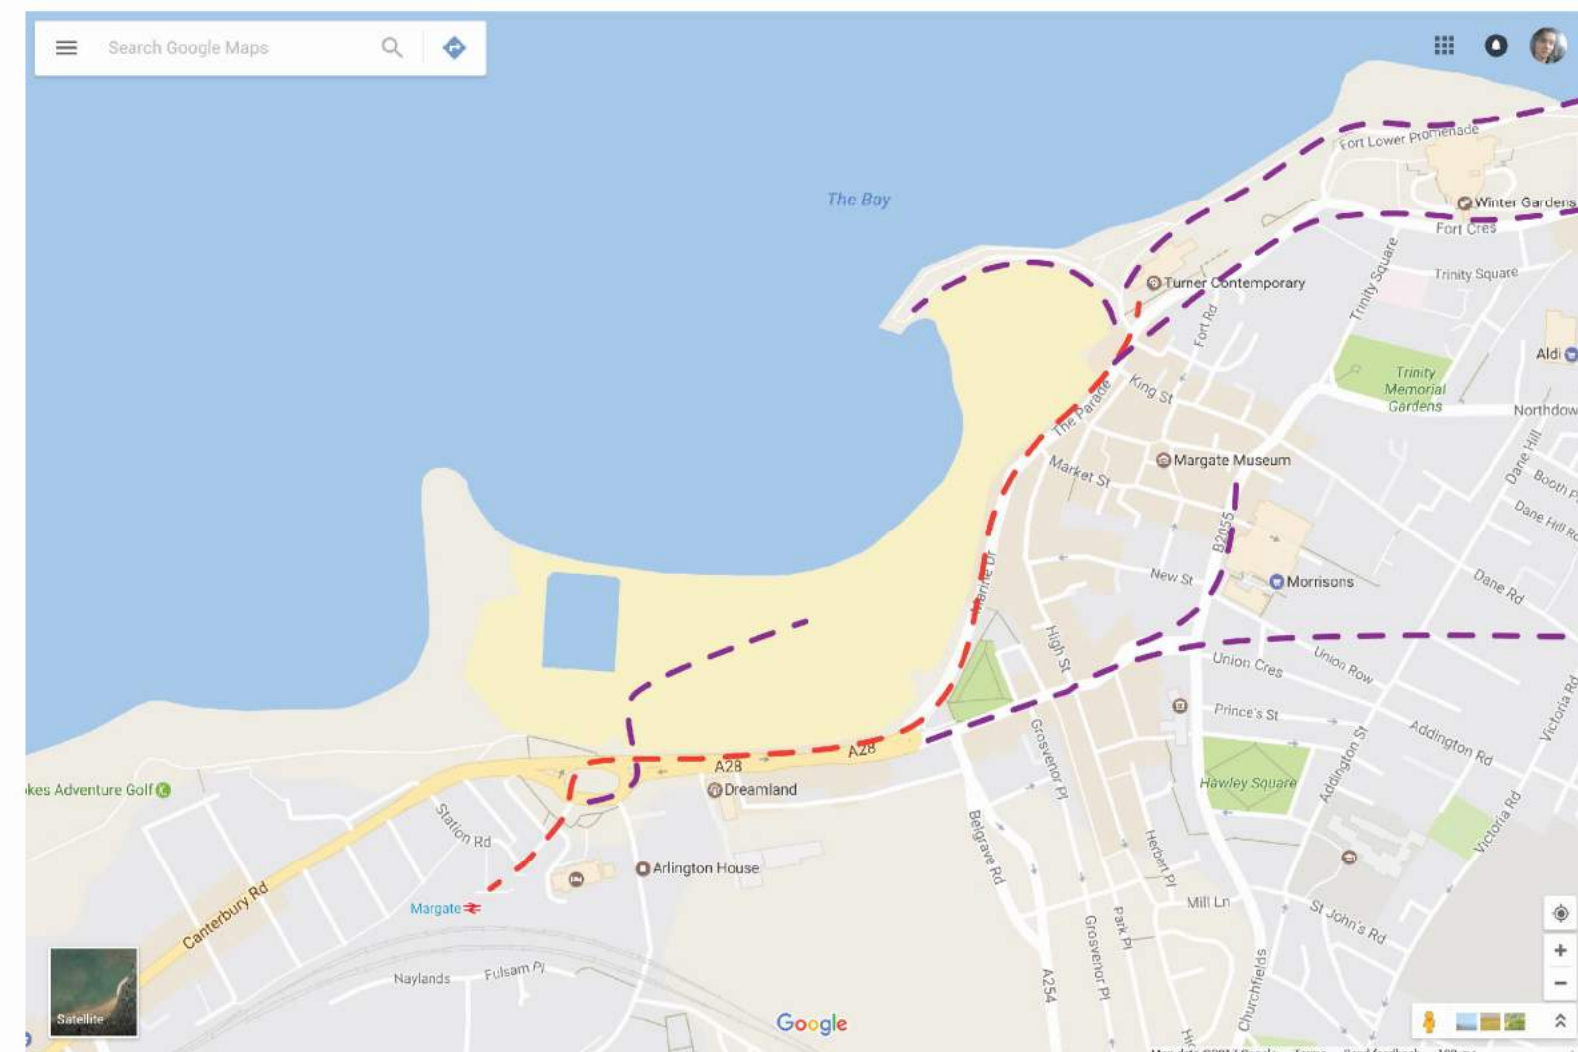 Search Google Maps
The Bay
Fort Lower Promenade
Winter Gardens
Fort Cres
Trinity Square
Trinity Square
Turner Contemporary
Fort Rd
Aldi
Trinity
Memorial
Gardens
King St
The Parade
Northdow
Dane Hill
Market St
Margate Museum
Booth P
Dane Hill Rd
B2055
Marine Dr
New St
Morrisons
Dane Rd
High St
Union Cres
Union Row
Victoria Rd
Prince's St
Addington Rd
Grosvenor Pl
A28
A28
Hawley Square
Addington St
kes Adventure Golf
Dreamland
Station Rd
Belgrave Rd
Herbert Pl
Victoria Rd
Arlington House
Canterbury Rd
Margate
Mill Ln
St John's Rd
Park Pl
Grosvenor Pl
Naylands
Fulsam Pl
A254
Churchfields
Satellite
Google
Hi